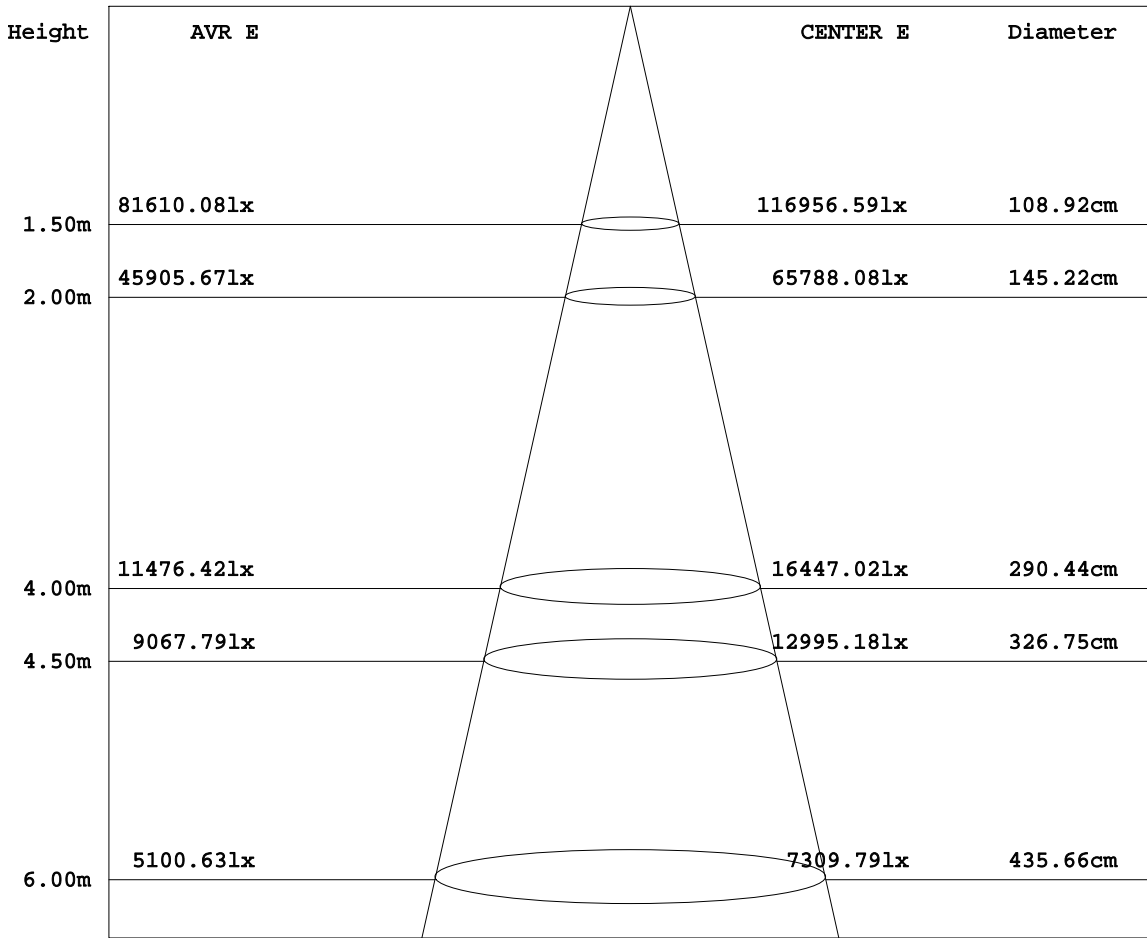 Height AVR E CENTER E Diameter
81610.08lx 116956.59lx 108.92cm
1.50m
45905.67lx 65788.08lx 145.22cm
2.00m
11476.42lx 16447.02lx 290.44cm
4.00m
9067.79lx 12995.18lx 326.75cm
4.50m
5100.63lx 7309.79lx 435.66cm
6.00m